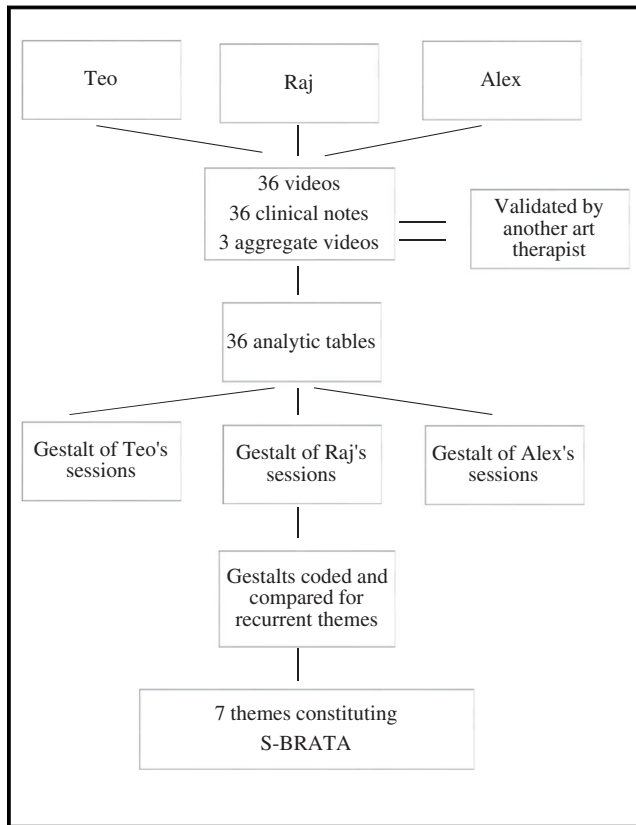 Teo
Raj
Alex
36 videos
36 clinical notes
3 aggregate videos
Validated by
another art
therapist
36 analytic tables
Gestalt of Teo's
sessions
Gestalt of Raj's
sessions
Gestalt of Alex's
sessions
Gestalts coded and
compared for
recurrent themes
7 themes constituting
S-BRATA